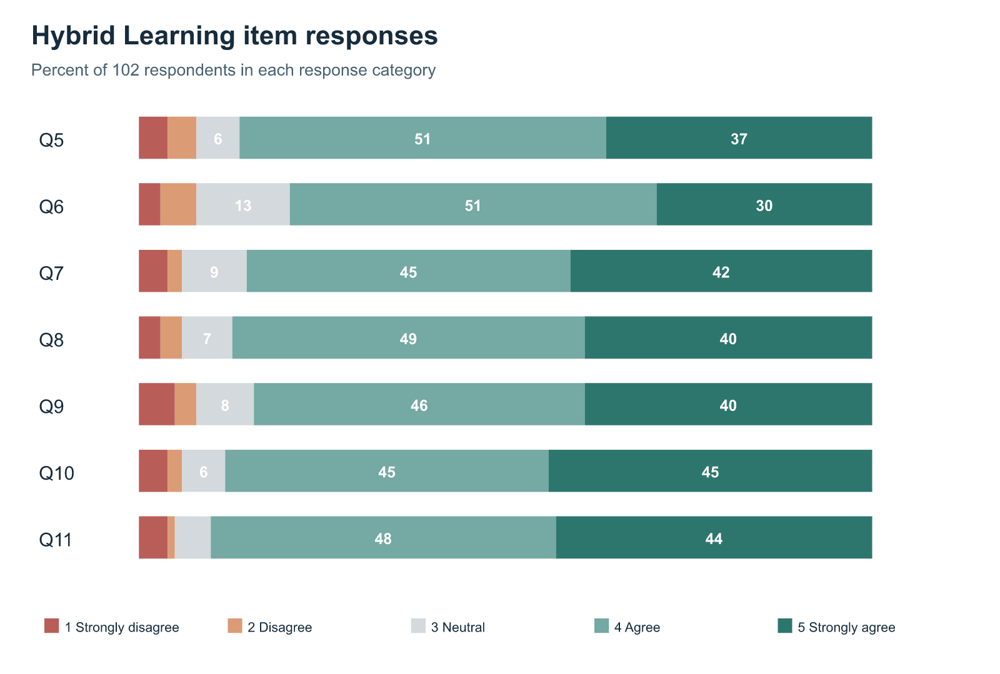 Hybrid Learning item responses
Percent of 102 respondents in each response category
Q5 6 51 37
Q6 13 51 30
Q7 9 45 42
Q8 7 49 40
Q9 8 46 40
Q10 6 45 45
Q11 48 44
1 Strongly disagree 2 Disagree 3 Neutral 4 Agree 5 Strongly agree